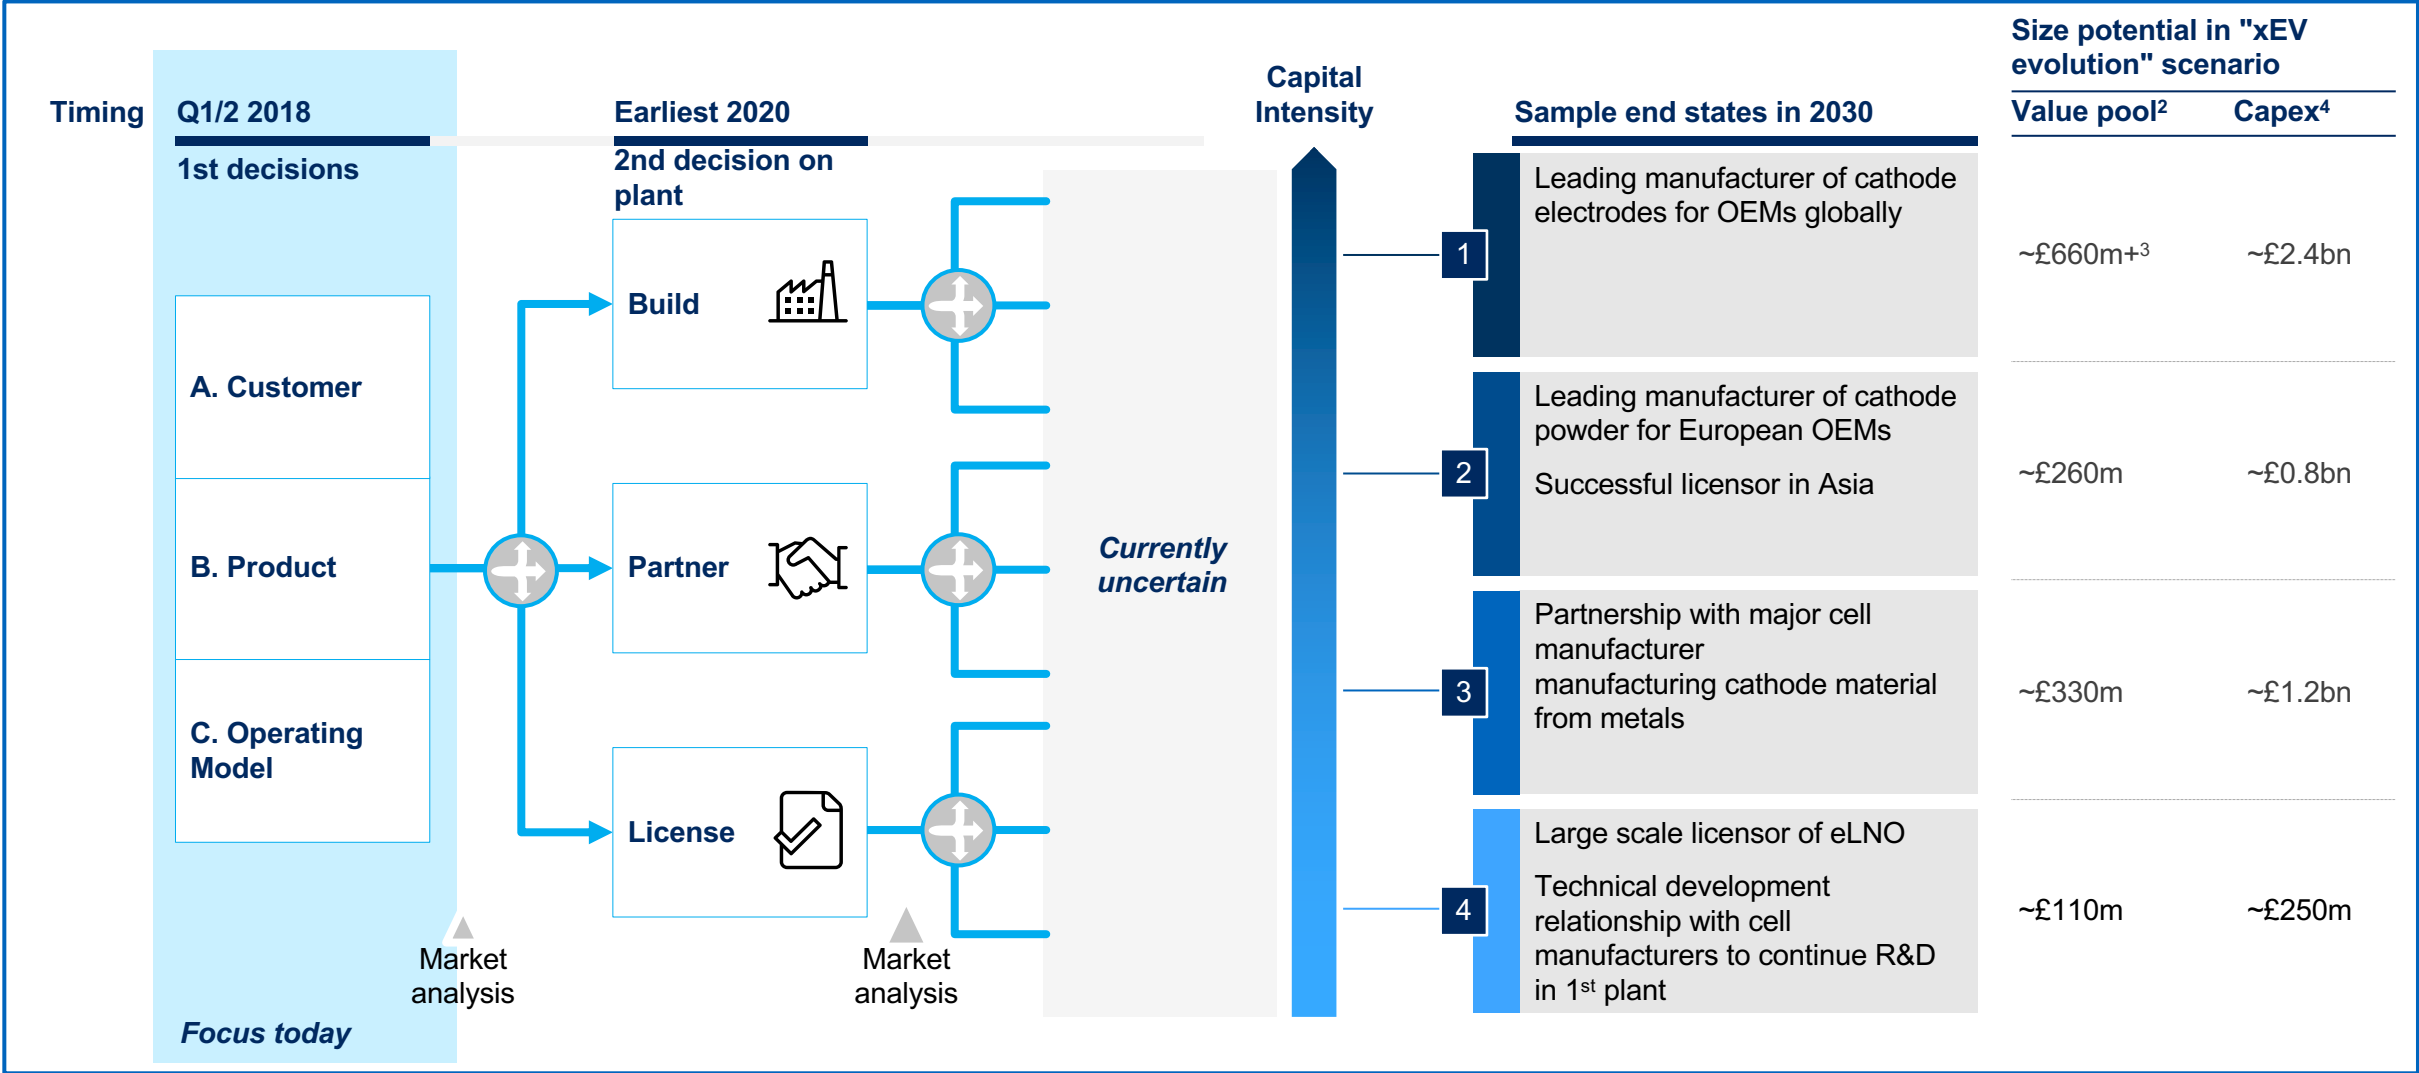 Size potential in "xEV
evolution" scenario
Timing
Q1/2 2018
Earliest 2020
Capital
Intensity
Sample end states in 2030
Value pool²
Capex⁴
1st decisions
2nd decision on
plant
A. Customer
B. Product
C. Operating
Model
Build
Partner
License
Currently
uncertain
1
Leading manufacturer of cathode
electrodes for OEMs globally
~£660m+³
~£2.4bn
2
Leading manufacturer of cathode
powder for European OEMs
Successful licensor in Asia
~£260m
~£0.8bn
3
Partnership with major cell
manufacturer
manufacturing cathode material
from metals
~£330m
~£1.2bn
4
Large scale licensor of eLNO
Technical development
relationship with cell
manufacturers to continue R&D
in 1st plant
~£110m
~£250m
Market
analysis
Market
analysis
Focus today